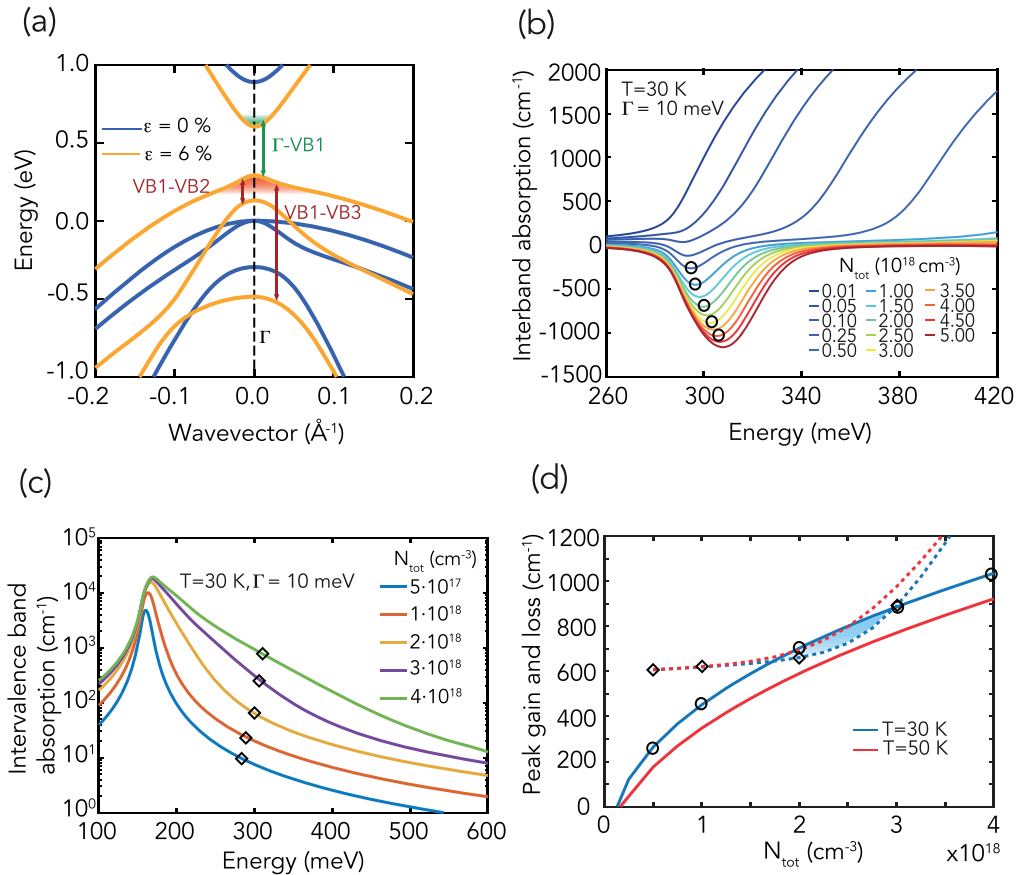 (a)
1.0
0.5
0.0
-0.5
-1.0
-0.2
-0.1
0.0
0.1
0.2
Energy (eV)
Wavevector (Å-1)
ε = 0 %
ε = 6 %
Γ-VB1
VB1-VB2
VB1-VB3
Γ
(b)
T=30 K
Γ = 10 meV
2000
1500
1000
500
0
-500
-1000
-1500
260
300
340
380
420
Interband absorption (cm-1)
Energy (meV)
Ntot (1018 cm-3)
0.01 1.00 3.50
0.05 1.50 4.00
0.10 2.00 4.50
0.25 2.50 5.00
0.50 3.00
(c)
105
104
103
102
101
100
100
200
300
400
500
600
Intervalence band
absorption (cm-1)
Energy (meV)
T=30 K, Γ = 10 meV
Ntot (cm-3)
5·1017
1·1018
2·1018
3·1018
4·1018
(d)
1200
1000
800
600
400
200
0
0
1
2
3
4
x1018
Peak gain and loss (cm-1)
Ntot (cm-3)
T=30 K
T=50 K